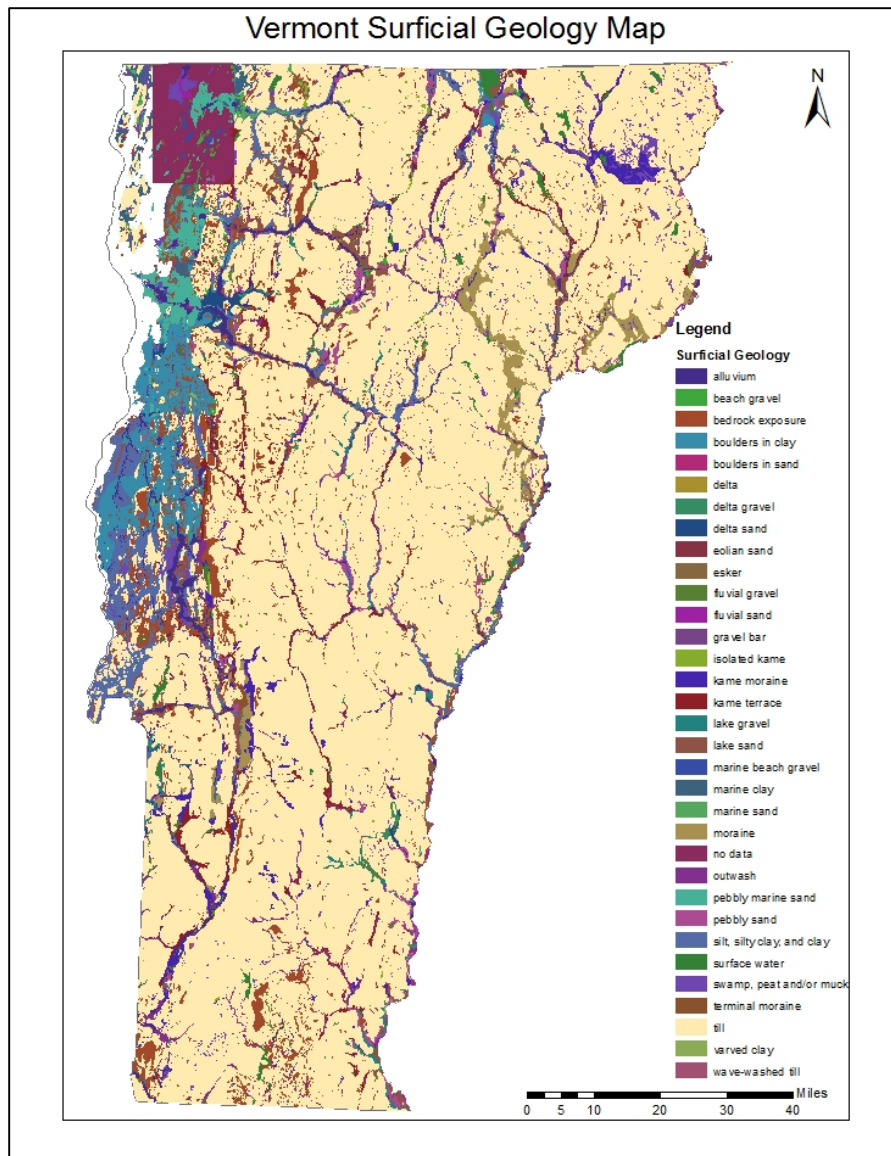 Vermont Surficial Geology Map
N
Legend
Surficial Geology
alluvium
beach gravel
bedrock exposure
boulders in clay
boulders in sand
delta
delta gravel
delta sand
eolian sand
esker
fluvial gravel
fluvial sand
gravel bar
isolated kame
kame moraine
kame terrace
lake gravel
lake sand
marine beach gravel
marine clay
marine sand
moraine
no data
outwash
pebbly marine sand
pebbly sand
silt, silty clay, and clay
surface water
swamp, peat and/or muck
terminal moraine
till
varved clay
wave-washed till
Miles
0 5 10 20 30 40